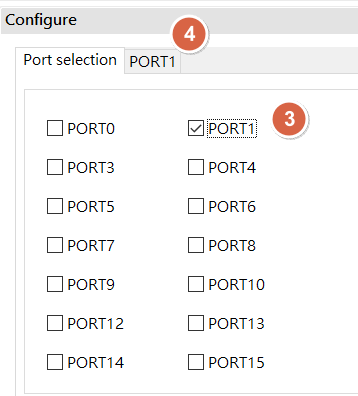 Configure
4
Port selection PORT1
PORT0 PORT1
3
PORT3 PORT4
PORT5 PORT6
PORT7 PORT8
PORT9 PORT10
PORT12 PORT13
PORT14 PORT15